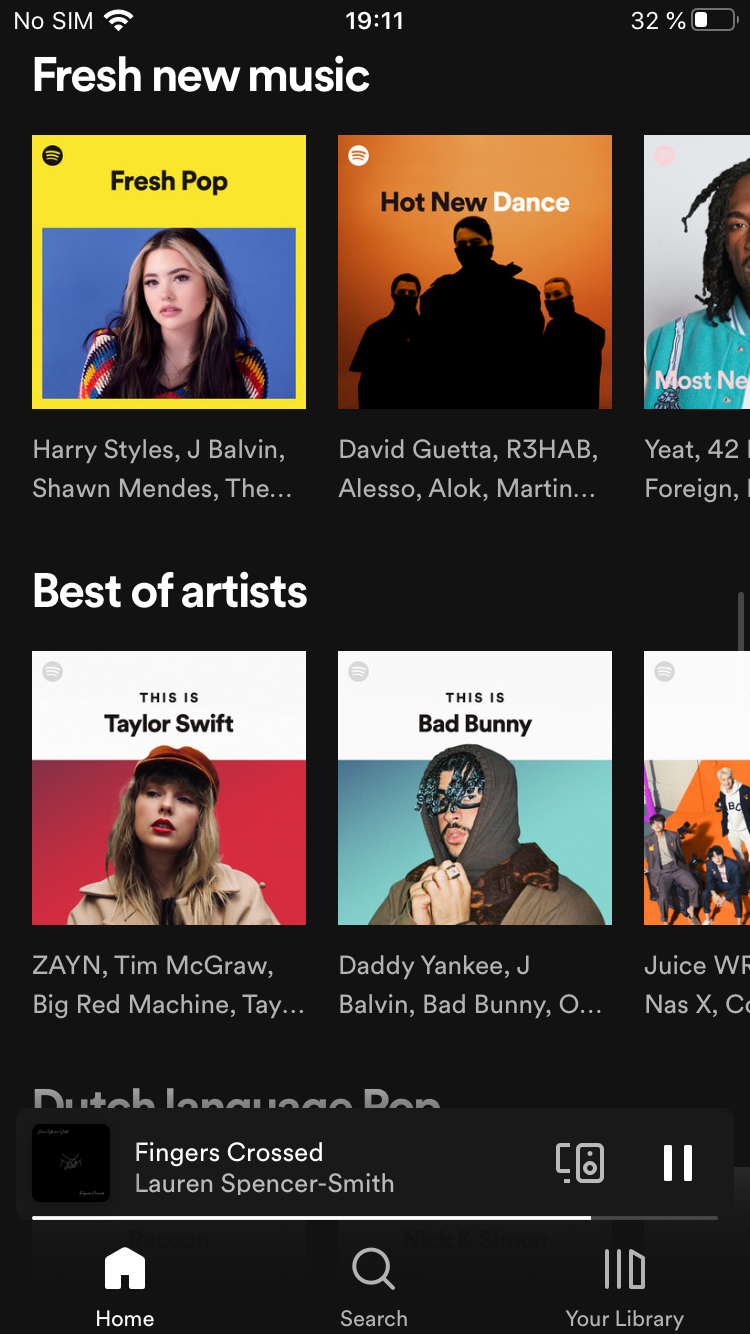 No SIM 19:11 32 %
Fresh new music
Fresh Pop
Hot New Dance
Most Ne
Harry Styles, J Balvin,
Shawn Mendes, The...
David Guetta, R3HAB,
Alesso, Alok, Martin...
Yeat, 42
Foreign,
Best of artists
THIS IS
Taylor Swift
THIS IS
Bad Bunny
ZAYN, Tim McGraw,
Big Red Machine, Tay...
Daddy Yankee, J
Balvin, Bad Bunny, O...
Juice WR
Nas X, Co
Dutch language Pop
Fingers Crossed
Lauren Spencer-Smith
Racoon
Nick & Simon
Home
Search
Your Library